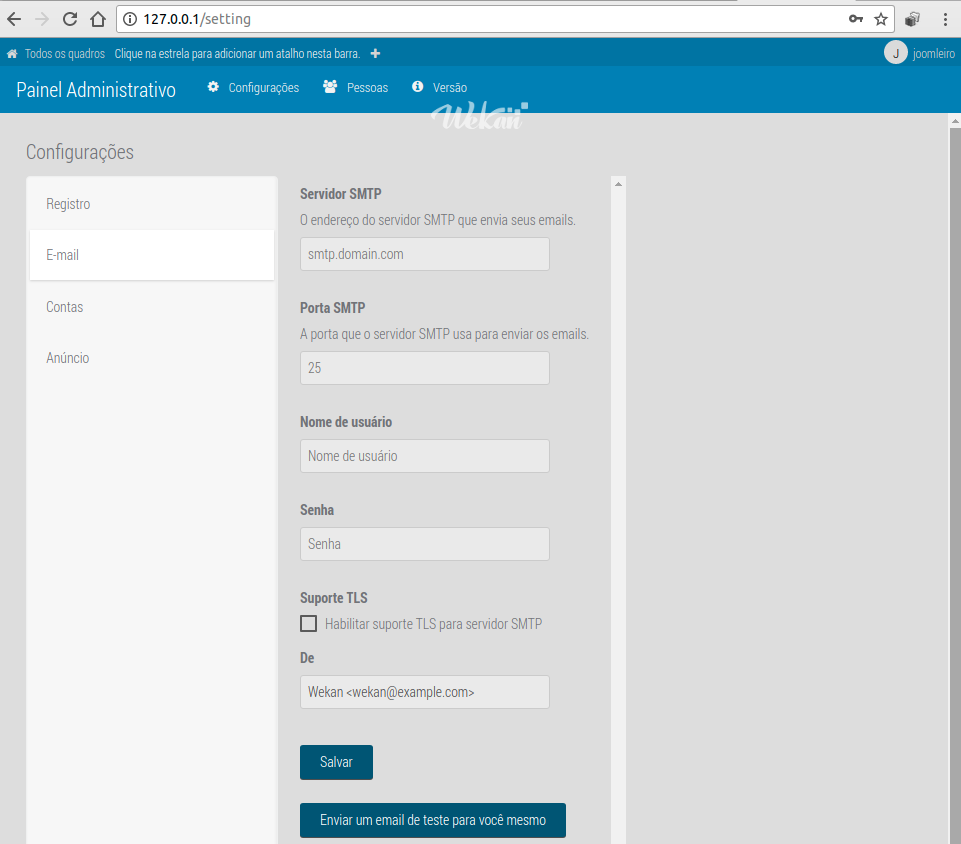 127.0.0.1/setting
Todos os quadros Clique na estrela para adicionar um atalho nesta barra.
J joomleiro
Painel Administrativo Configurações Pessoas Versão
Wekan
Configurações
Registro
E-mail
Contas
Anúncio
Servidor SMTP
O endereço do servidor SMTP que envia seus emails.
smtp.domain.com
Porta SMTP
A porta que o servidor SMTP usa para enviar os emails.
25
Nome de usuário
Nome de usuário
Senha
Senha
Suporte TLS
Habilitar suporte TLS para servidor SMTP
De
Wekan <wekan@example.com>
Salvar
Enviar um email de teste para você mesmo